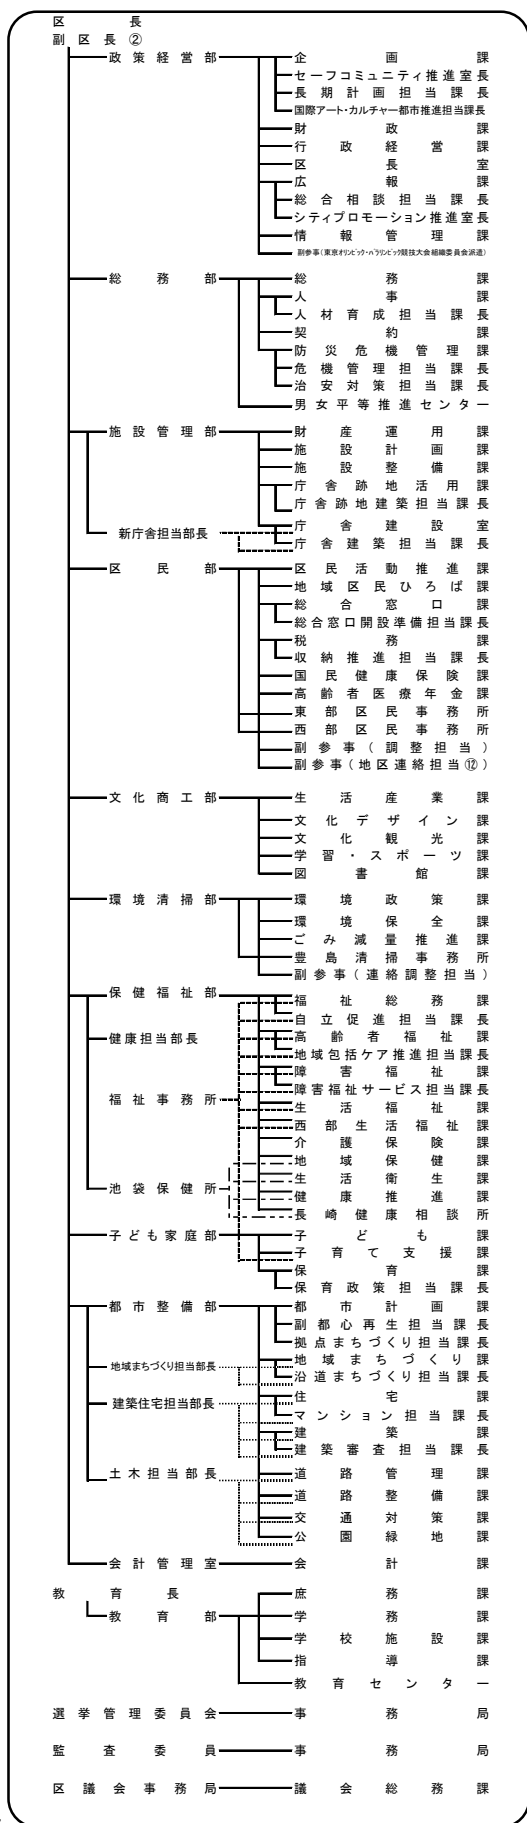 区長
副区長②
政策経営部 企画課
セーフコミュニティ推進室長
長期計画担当課長
国際アート・カルチャー都市推進担当課長
財政課
行政経営課
区長室
広報課
総合相談担当課長
シティプロモーション推進室長
情報管理課
副参事(東京オリンピック・パラリンピック競技大会組織委員会派遣)
総務部 総務課
人事課
人材育成担当課長
契約課
防災危機管理課
危機管理担当課長
治安対策担当課長
男女平等推進センター
施設管理部 財産運用課
施設計画課
施設整備課
庁舎跡地活用課
庁舎跡地建築担当課長
新庁舎担当部長 庁舎建設室
庁舎建築担当課長
区民部 区民活動推進課
地域区民ひろば課
総合窓口課
総合窓口開設準備担当課長
税務課
収納推進担当課長
国民健康保険課
高齢者医療年金課
東部区民事務所
西部区民事務所
副参事(調整担当)
副参事(地区連絡担当⑫)
文化商工部 生活産業課
文化デザイン課
文化観光課
学習・スポーツ課
図書館課
環境清掃部 環境政策課
環境保全課
ごみ減量推進課
豊島清掃事務所
副参事(連絡調整担当)
保健福祉部 福祉総務課
自立促進担当課長
健康担当部長 高齢者福祉課
地域包括ケア推進担当課長
障害福祉課
障害福祉サービス担当課長
福祉事務所 生活福祉課
西部生活福祉課
介護保険課
地域保健課
生活衛生課
池袋保健所 健康推進課
長崎健康相談所
子ども家庭部 子ども課
子育て支援課
保育課
保育政策担当課長
都市整備部 都市計画課
副都心再生担当課長
拠点まちづくり担当課長
地域まちづくり担当部長 地域まちづくり課
沿道まちづくり担当課長
建築住宅担当部長 住宅課
マンション担当課長
建築課
建築審査担当課長
土木担当部長 道路管理課
道路整備課
交通対策課
公園緑地課
会計管理室 会計課
教育長 庶務課
教育部 学務課
学校施設課
指導課
教育センター
選挙管理委員会 事務局
監査委員 事務局
区議会事務局 議会総務課